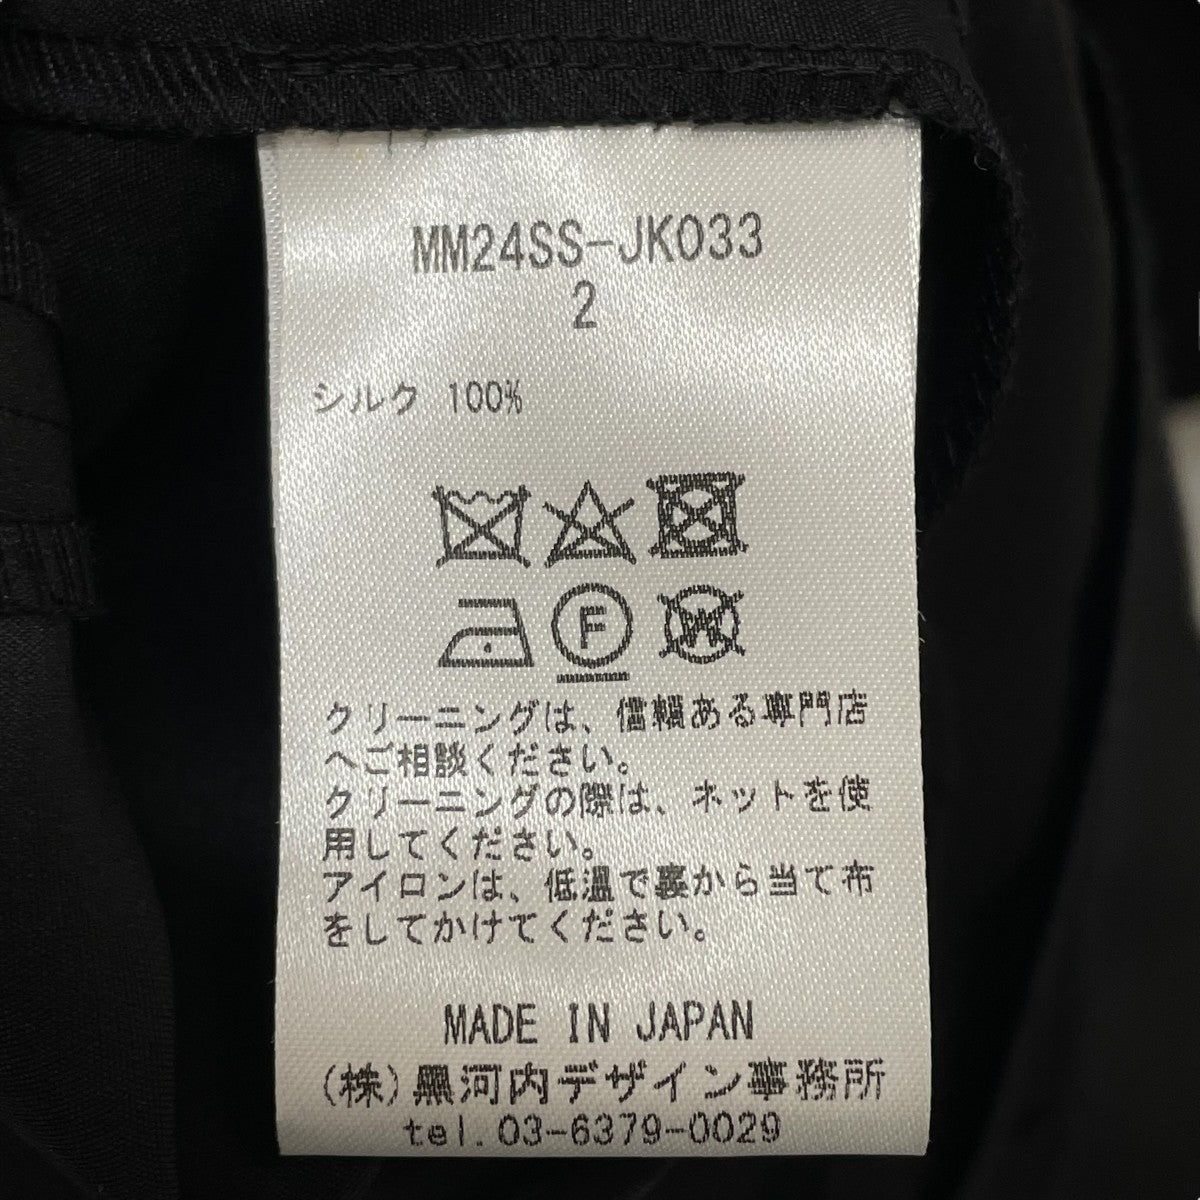 MM24SS-JK033
2
シルク 100%
F
W
クリーニングは、信頼ある専門店
へご相談ください。
クリーニングの際は、ネットを使
用してください。
アイロンは、低温で裏から当て布
をしてかけてください。
MADE IN JAPAN
(株)黒河内デザイン事務所
tel.03-6379-0029